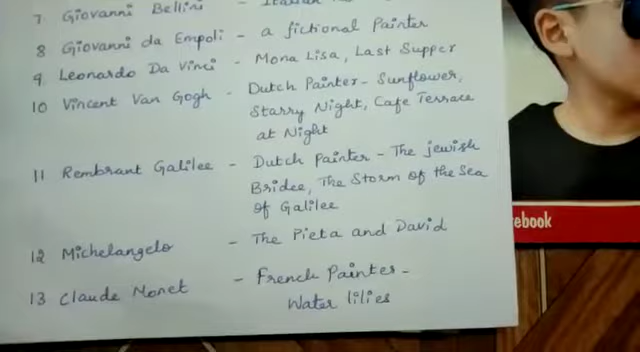 7 Giovanni Bellini - Italian
8 Giovanni da Empoli - a fictional Painter
9. Leonardo Da Vinci - Mona Lisa, Last Supper
10 Vincent Van Gogh - Dutch Painter - Sunflower,
Starry Night, Cafe Terrace
at Night
11 Rembrant Galilee - Dutch Painter - The jewish
Bridee, The Storm of the Sea
of Galilee
12 Michelangelo - The Pieta and David
13 Claude Monet - French Painter -
Water lilies
ebook